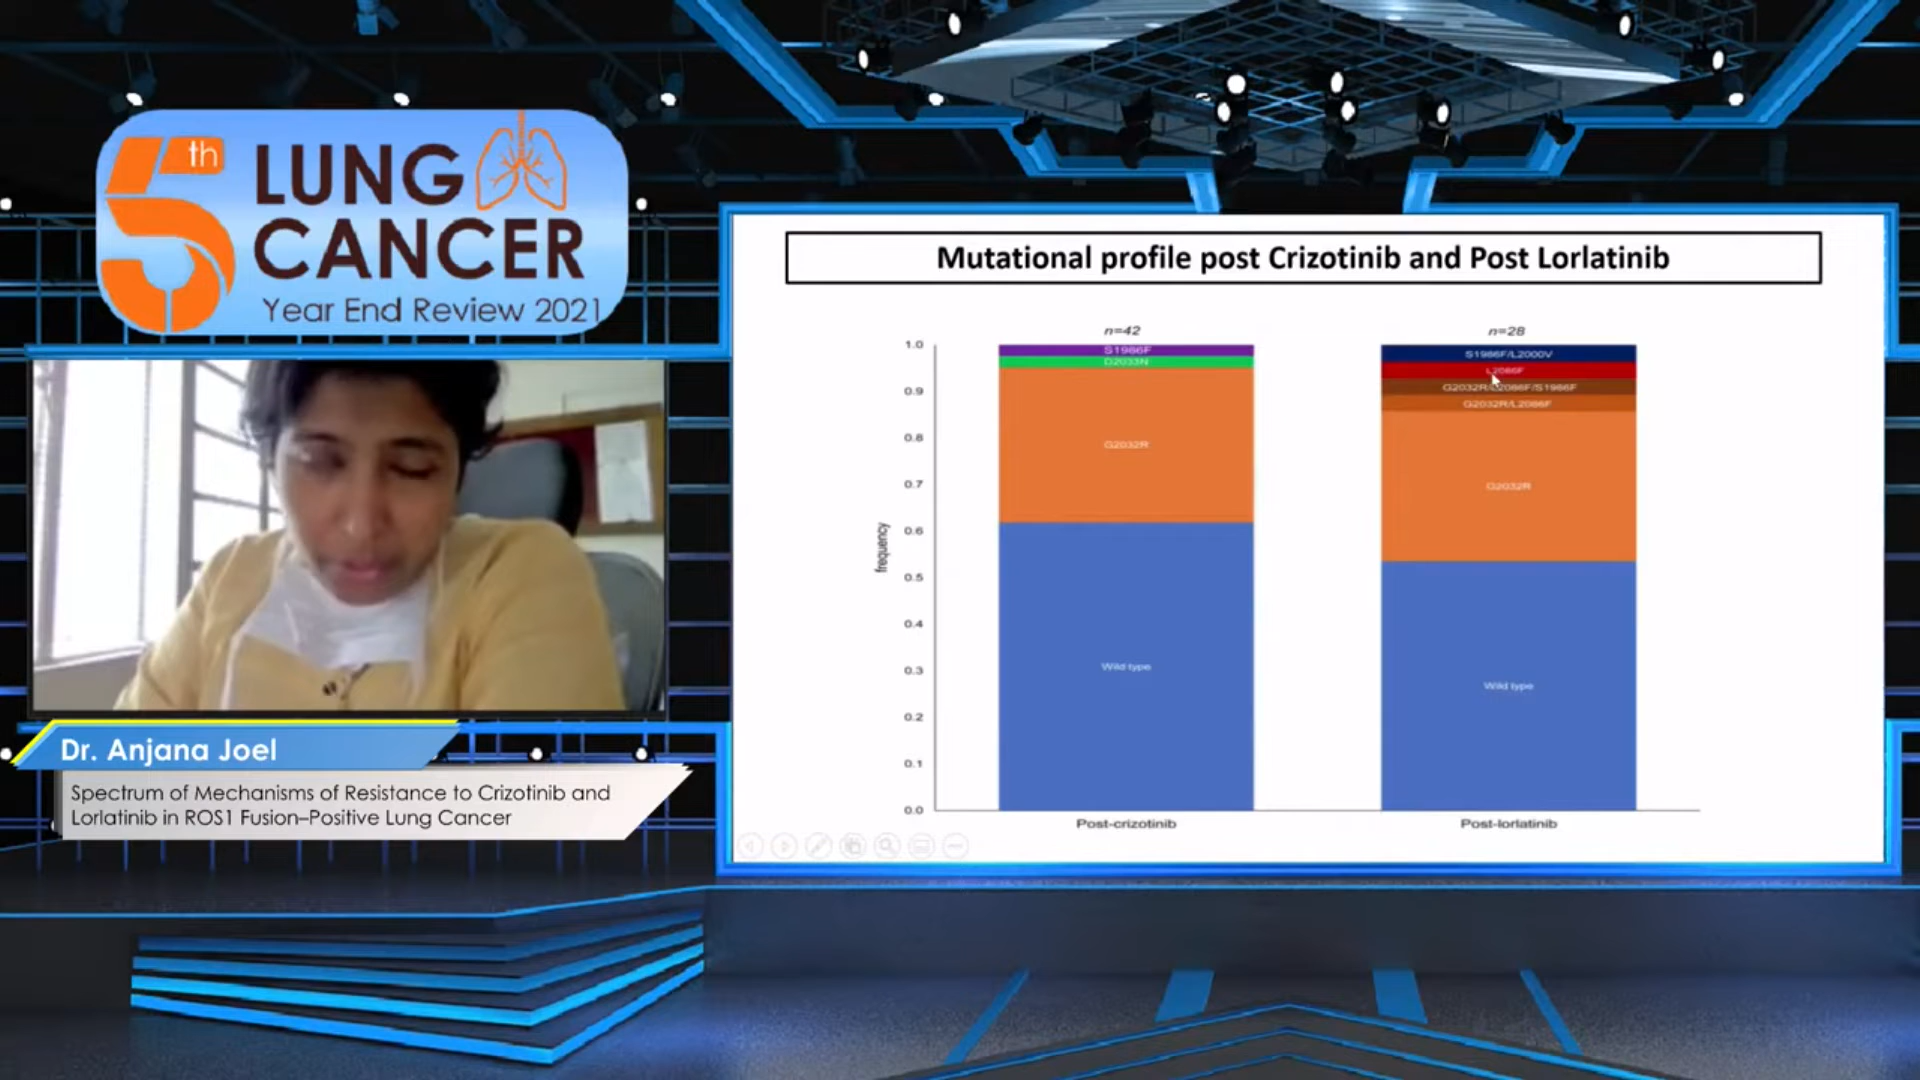 5th
LUNG
CANCER
Year End Review 2021
Dr. Anjana Joel
Spectrum of Mechanisms of Resistance to Crizotinib and
Lorlatinib in ROS1 Fusion–Positive Lung Cancer
Mutational profile post Crizotinib and Post Lorlatinib
n=42
n=28
frequency
1.0
0.9
0.8
0.7
0.6
0.5
0.4
0.3
0.2
0.1
0.0
S1986F
D2033N
G2032R
Wild type
Post-crizotinib
S1986F/L2000V
L2086F
G2032R/L2086F/S1986F
G2032R/L2086F
G2032R
Wild type
Post-lorlatinib